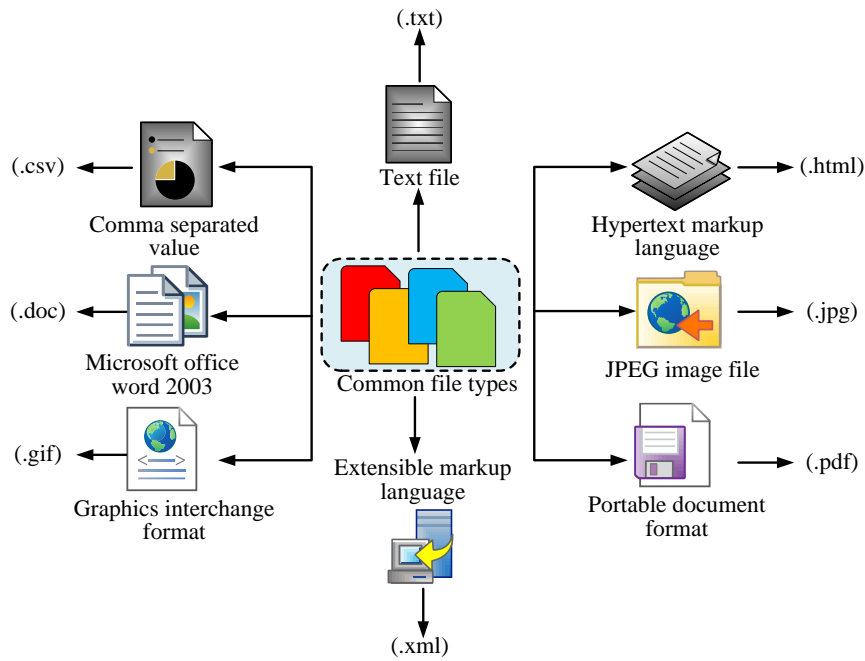 (.txt)
Text file
(.csv)
Comma separated
value
(.html)
Hypertext markup
language
(.doc)
Microsoft office
word 2003
Common file types
(.jpg)
JPEG image file
(.gif)
Graphics interchange
format
Extensible markup
language
(.xml)
(.pdf)
Portable document
format